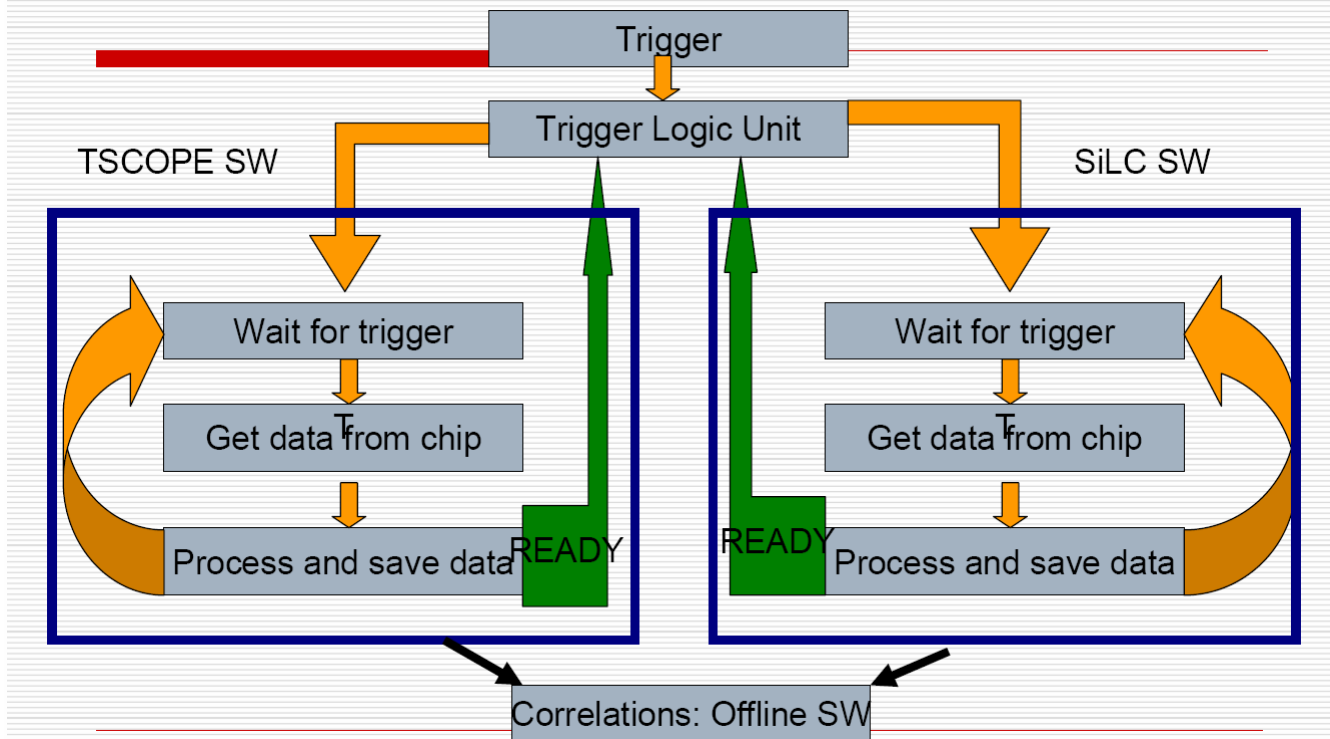 Trigger
Trigger Logic Unit
TSCOPE SW
SiLC SW
Wait for trigger
Wait for trigger
T
Get data from chip
T
Get data from chip
Process and save data
READY
READY
Process and save data
Correlations: Offline SW